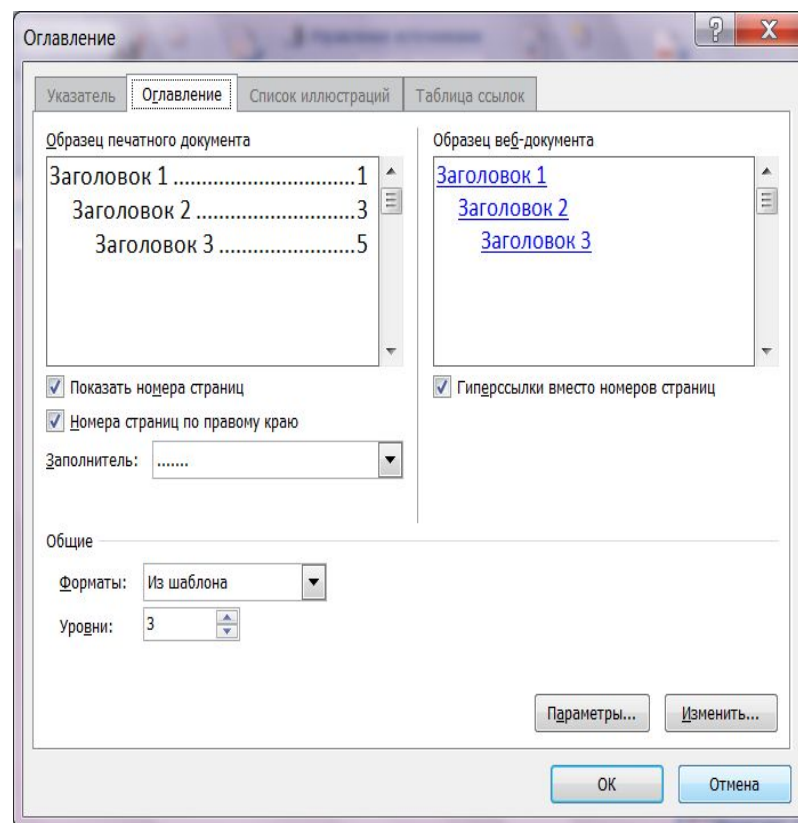 Оглавление
Указатель Оглавление Список иллюстраций Таблица ссылок
Образец печатного документа
Заголовок 1 ................................1
Заголовок 2 .............................3
Заголовок 3 .........................5
Показать номера страниц
Номера страниц по правому краю
Заполнитель: .......
Образец веб-документа
Заголовок 1
Заголовок 2
Заголовок 3
Гиперссылки вместо номеров страниц
Общие
Форматы: Из шаблона
Уровни: 3
Параметры... Изменить...
ОК Отмена